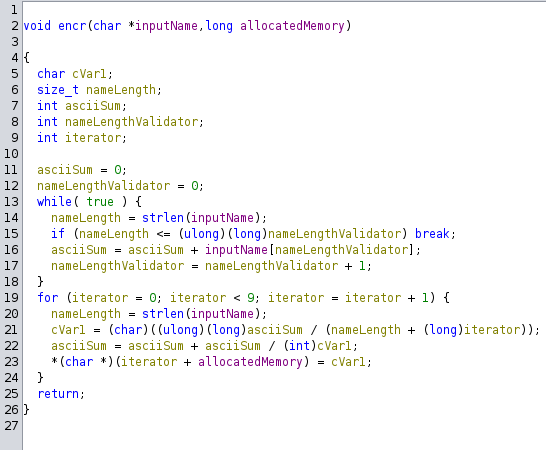 1
2 void encr(char *inputName,long allocatedMemory)
3
4 {
5   char cVar1;
6   size_t nameLength;
7   int asciiSum;
8   int nameLengthValidator;
9   int iterator;
10
11   asciiSum = 0;
12   nameLengthValidator = 0;
13   while( true ) {
14     nameLength = strlen(inputName);
15     if (nameLength <= (ulong)(long)nameLengthValidator) break;
16     asciiSum = asciiSum + inputName[nameLengthValidator];
17     nameLengthValidator = nameLengthValidator + 1;
18   }
19   for (iterator = 0; iterator < 9; iterator = iterator + 1) {
20     nameLength = strlen(inputName);
21     cVar1 = (char)((ulong)(long)asciiSum / (nameLength + (long)iterator));
22     asciiSum = asciiSum + asciiSum / (int)cVar1;
23     *(char *)(iterator + allocatedMemory) = cVar1;
24   }
25   return;
26 }
27